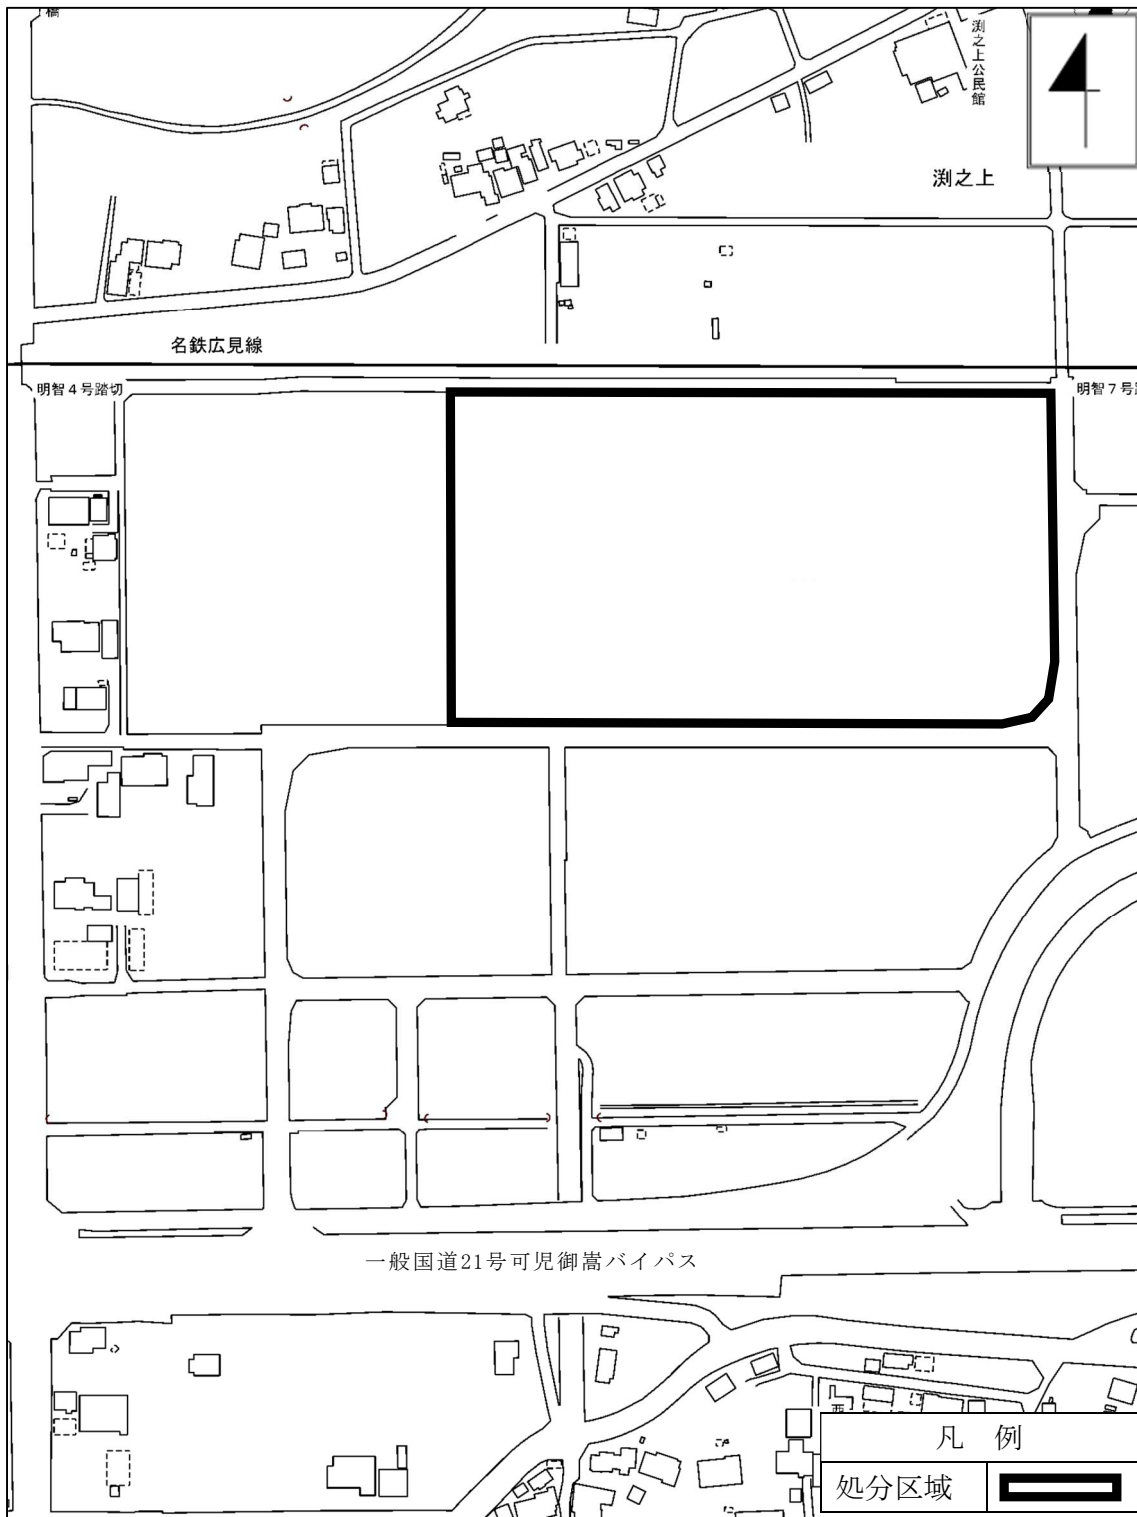 橋
渕之上公民館
渕之上
名鉄広見線
明智4号踏切
明智7号
一般国道21号可児御嵩バイパス
西
凡 例
処分区域